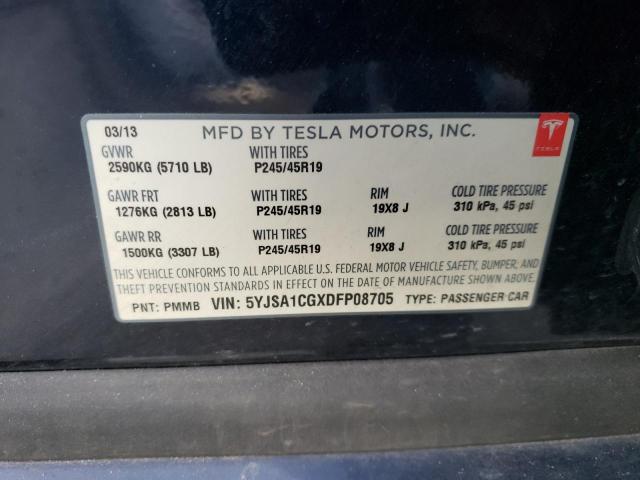 03/13 MFD BY TESLA MOTORS, INC.
TESLA
GVWR WITH TIRES
2590KG (5710 LB) P245/45R19
GAWR FRT WITH TIRES RIM COLD TIRE PRESSURE
1276KG (2813 LB) P245/45R19 19X8 J 310 kPa, 45 psi
GAWR RR WITH TIRES RIM COLD TIRE PRESSURE
1500KG (3307 LB) P245/45R19 19X8 J 310 kPa, 45 psi
THIS VEHICLE CONFORMS TO ALL APPLICABLE U.S. FEDERAL MOTOR VEHICLE SAFETY, BUMPER, AND
THEFT PREVENTION STANDARDS IN EFFECT ON THE DATE OF MANUFACTURE SHOWN ABOVE.
PNT: PMMB VIN: 5YJSA1CGXDFP08705 TYPE: PASSENGER CAR